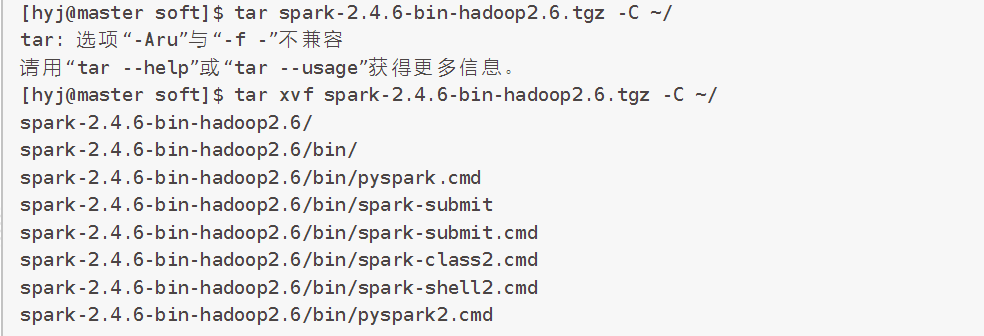 [hyj@master soft]$ tar spark-2.4.6-bin-hadoop2.6.tgz -C ~/
tar: 选项“-Aru”与“-f -”不兼容
请用“tar --help”或“tar --usage”获得更多信息。
[hyj@master soft]$ tar xvf spark-2.4.6-bin-hadoop2.6.tgz -C ~/
spark-2.4.6-bin-hadoop2.6/
spark-2.4.6-bin-hadoop2.6/bin/
spark-2.4.6-bin-hadoop2.6/bin/pyspark.cmd
spark-2.4.6-bin-hadoop2.6/bin/spark-submit
spark-2.4.6-bin-hadoop2.6/bin/spark-submit.cmd
spark-2.4.6-bin-hadoop2.6/bin/spark-class2.cmd
spark-2.4.6-bin-hadoop2.6/bin/spark-shell2.cmd
spark-2.4.6-bin-hadoop2.6/bin/pyspark2.cmd